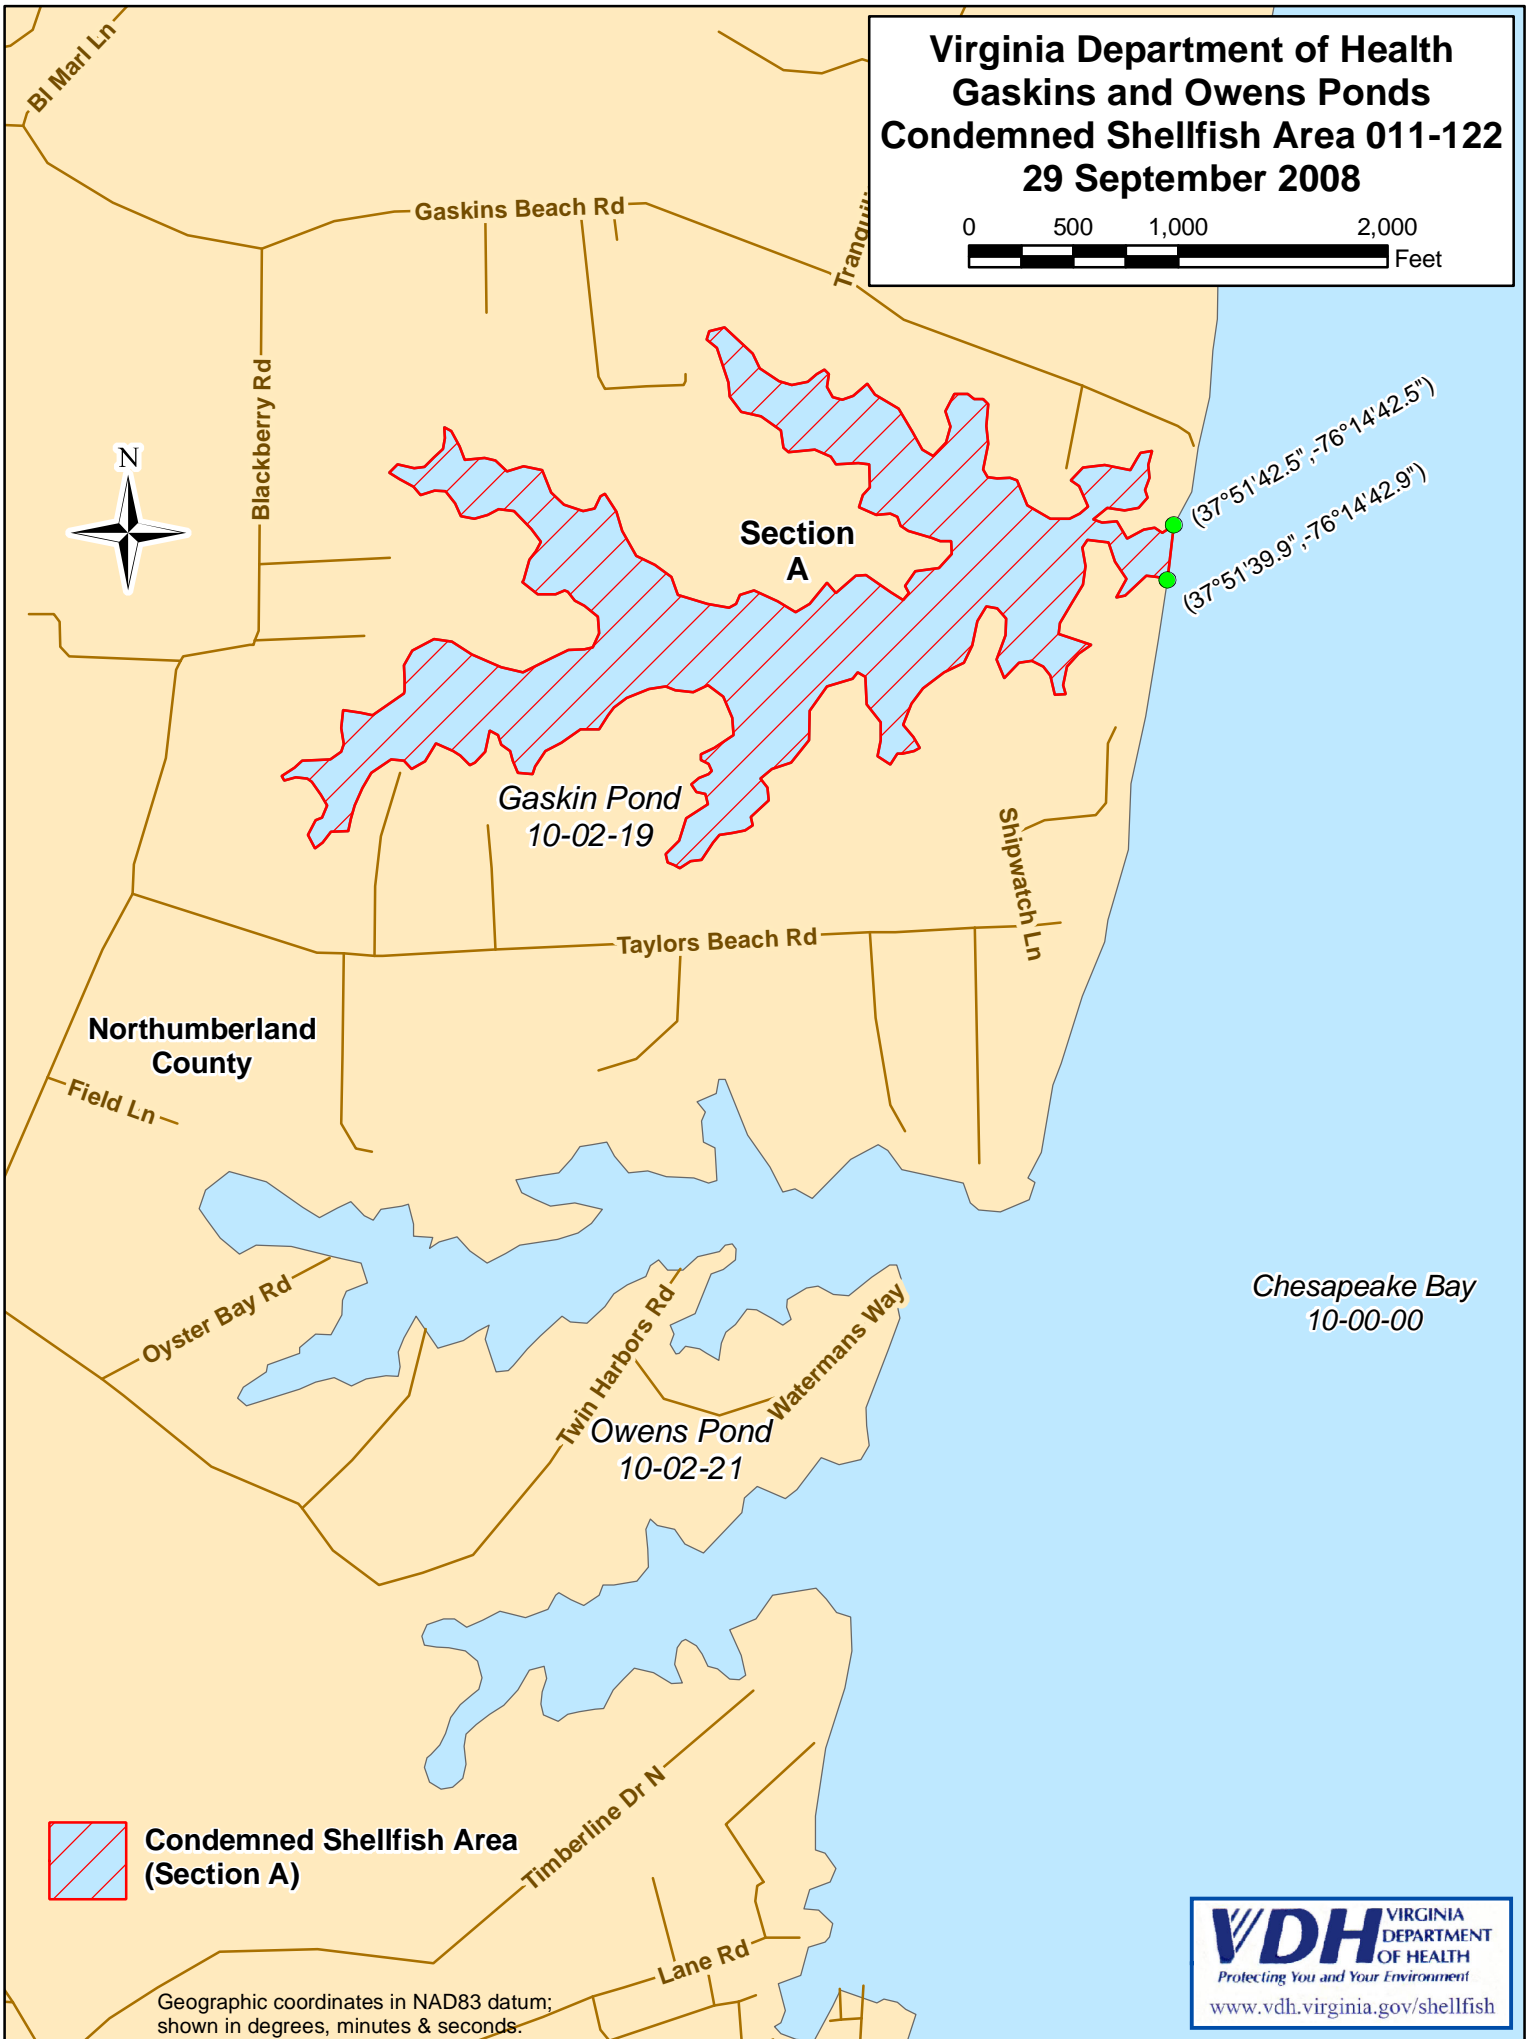 Virginia Department of Health
Gaskins and Owens Ponds
Condemned Shellfish Area 011-122
29 September 2008
0 500 1,000 2,000
Feet
Bl Marl Ln
Gaskins Beach Rd
Blackberry Rd
N
(37°51'42.5",-76°14'42.5")
(37°51'39.9",-76°14'42.9")
Section
A
Gaskin Pond
10-02-19
Shipwatch Ln
Taylors Beach Rd
Northumberland
County
Field Ln
Oyster Bay Rd
Twin Harbors Rd
Watermans Way
Chesapeake Bay
10-00-00
Owens Pond
10-02-21
Timberline Dr N
Condemned Shellfish Area
(Section A)
Lane Rd
Geographic coordinates in NAD83 datum;
shown in degrees, minutes & seconds.
VDH
VIRGINIA
DEPARTMENT
OF HEALTH
Protecting You and Your Environment
www.vdh.virginia.gov/shellfish